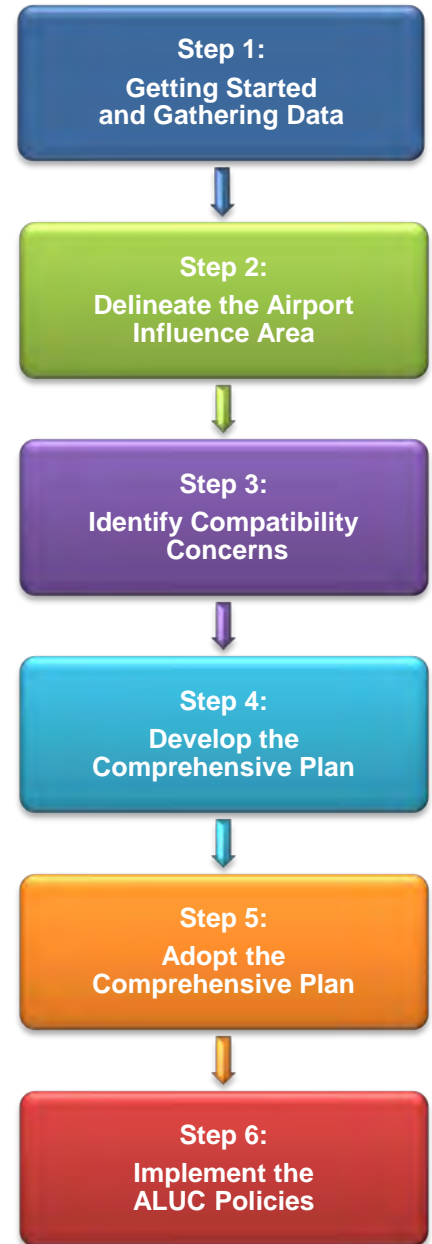 Step 1:
Getting Started
and Gathering Data
Step 2:
Delineate the Airport
Influence Area
Step 3:
Identify Compatibility
Concerns
Step 4:
Develop the
Comprehensive Plan
Step 5:
Adopt the
Comprehensive Plan
Step 6:
Implement the
ALUC Policies